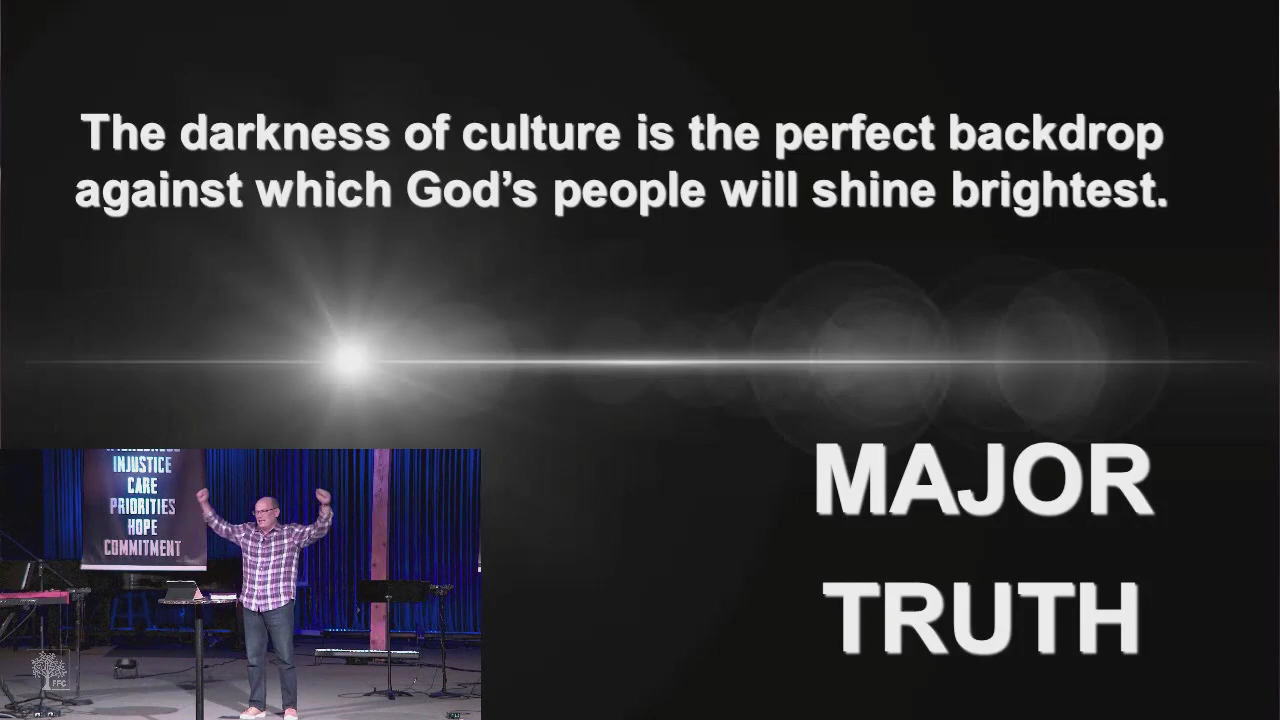 The darkness of culture is the perfect backdrop
against which God’s people will shine brightest.
MAJOR
TRUTH
INJUSTICE
CARE
PRIORITIES
HOPE
COMMITMENT
FFC